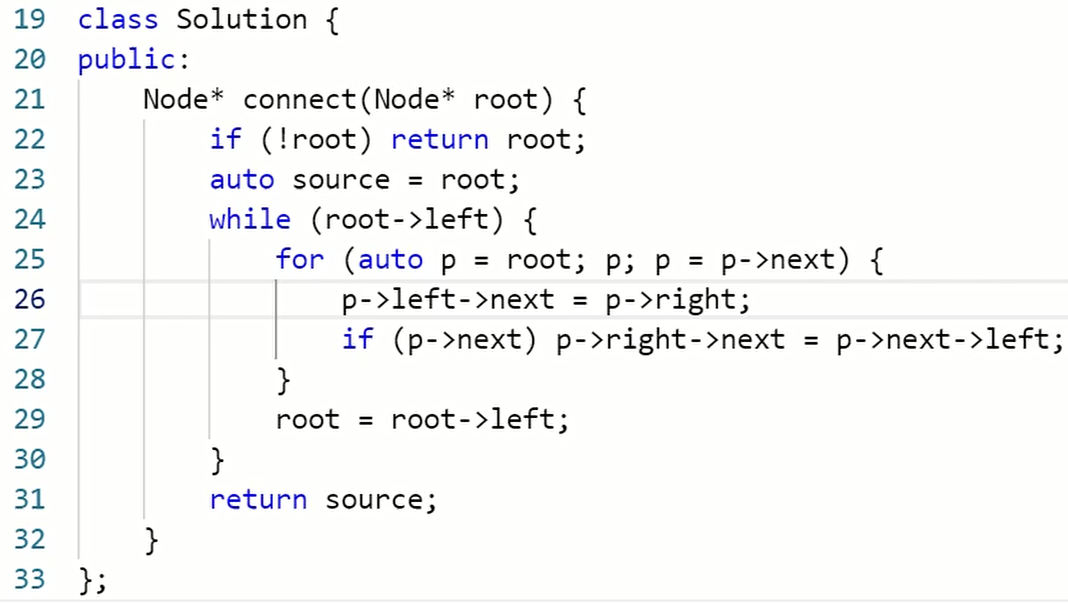 19 class Solution {
20 public:
21     Node* connect(Node* root) {
22         if (!root) return root;
23         auto source = root;
24         while (root->left) {
25             for (auto p = root; p; p = p->next) {
26                 p->left->next = p->right;
27                 if (p->next) p->right->next = p->next->left;
28             }
29             root = root->left;
30         }
31         return source;
32     }
33 };